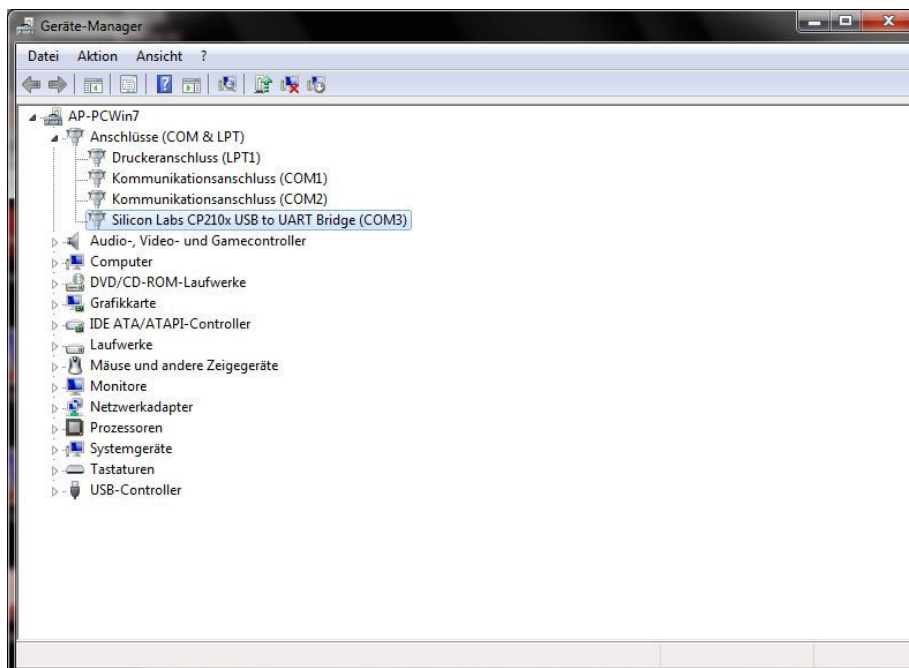 Geräte-Manager
Datei Aktion Ansicht ?
AP-PCWin7
Anschlüsse (COM & LPT)
Druckeranschluss (LPT1)
Kommunikationsanschluss (COM1)
Kommunikationsanschluss (COM2)
Silicon Labs CP210x USB to UART Bridge (COM3)
Audio-, Video- und Gamecontroller
Computer
DVD/CD-ROM-Laufwerke
Grafikkarte
IDE ATA/ATAPI-Controller
Laufwerke
Mäuse und andere Zeigegeräte
Monitore
Netzwerkadapter
Prozessoren
Systemgeräte
Tastaturen
USB-Controller